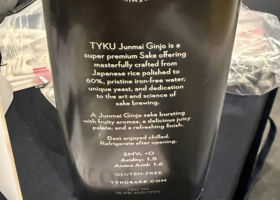 TYKU Junmai Ginjo is a
super premium Sake offering
masterfully crafted from
Japanese rice polished to
60%, pristine iron-free water,
unique yeast, and dedication
to the art and science of
sake brewing.
A Junmai Ginjo sake bursting
with fruity aromas, a delicious juicy
palate, and a refreshing finish.
Best enjoyed chilled.
Refrigerate after opening.
SMV: +0
Acidity: 1.5
Amino Acid: 1.6
GLUTEN-FREE
TYKUSAKE.COM
750 ML